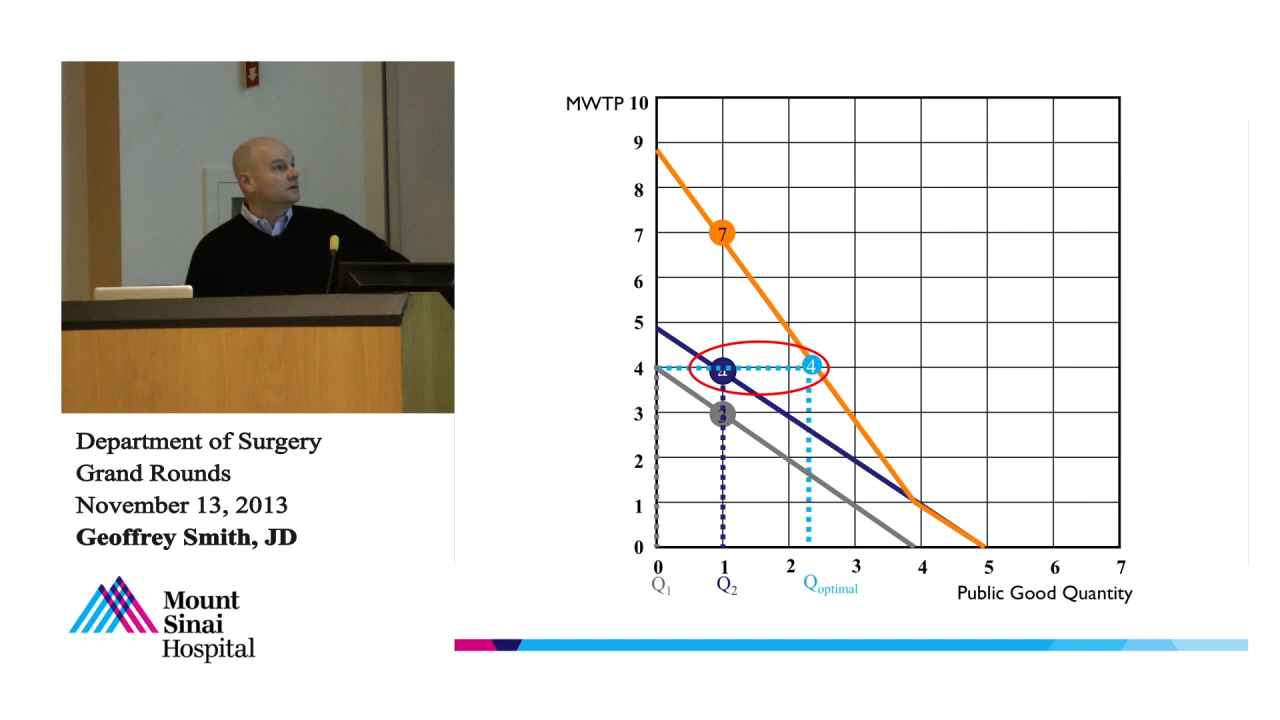 Department of Surgery
Grand Rounds
November 13, 2013
Geoffrey Smith, JD
Mount
Sinai
Hospital
MWTP 10
9
8
7
6
5
4
3
2
1
0
7
4
4
3
0 1 2 3 4 5 6 7
Q1 Q2 Qoptimal
Public Good Quantity